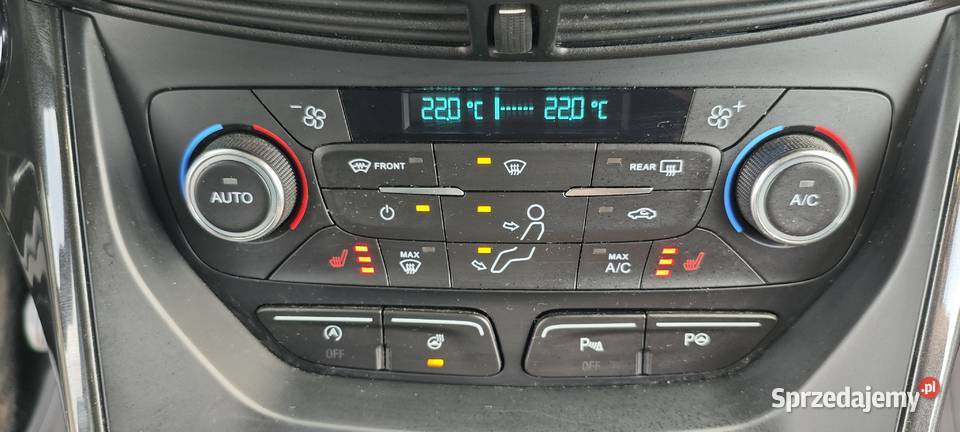 22.0 °C 22.0 °C
− +
FRONT REAR
AUTO A/C
MAX MAX
A/C
OFF OFF P
Sprzedajemy.pl